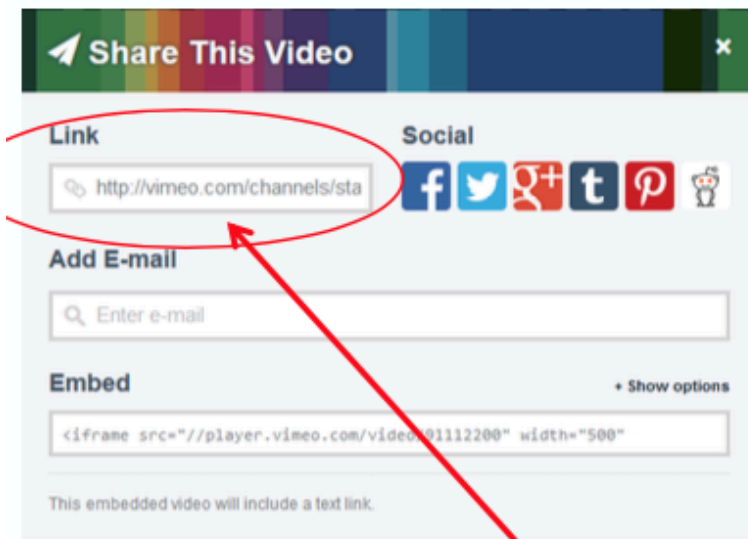 Share This Video ×
Link
Social
http://vimeo.com/channels/sta
f g+ t p
Add E-mail
Enter e-mail
Embed
+ Show options
<iframe src="//player.vimeo.com/video/91112200" width="500"
This embedded video will include a text link.